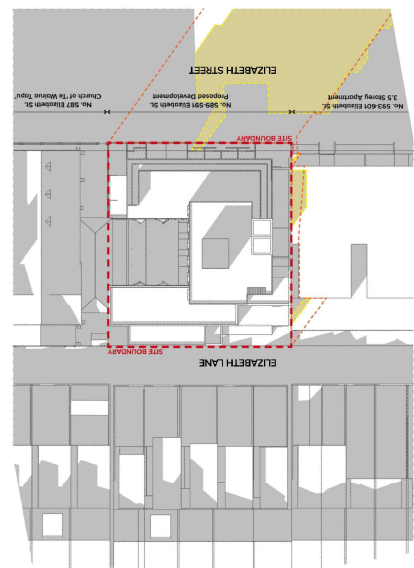 ELIZABETH LANE
SITE BOUNDARY
SITE BOUNDARY
3.5 Storey Apartment
No. 593-601 Elizabeth St.
Proposed Development
No. 589-591 Elizabeth St.
Church of 'Te Wairua Tapu'
No. 587 Elizabeth St.
ELIZABETH STREET